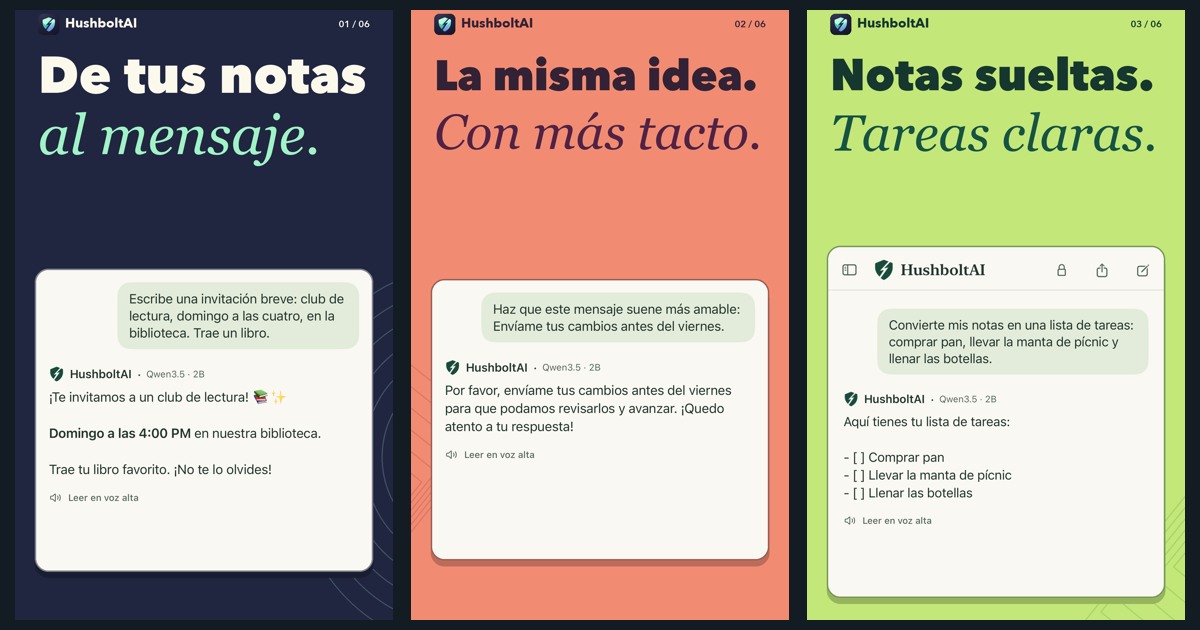 HushboltAI
01 / 06
De tus notas
al mensaje.
Escribe una invitación breve: club de
lectura, domingo a las cuatro, en la
biblioteca. Trae un libro.
HushboltAI · Qwen3.5 · 2B
¡Te invitamos a un club de lectura! 📚✨
Domingo a las 4:00 PM en nuestra biblioteca.
Trae tu libro favorito. ¡No te lo olvides!
Leer en voz alta
HushboltAI
02 / 06
La misma idea.
Con más tacto.
Haz que este mensaje suene más amable:
Envíame tus cambios antes del viernes.
HushboltAI · Qwen3.5 · 2B
Por favor, envíame tus cambios antes del viernes
para que podamos revisarlos y avanzar. ¡Quedo
atento a tu respuesta!
Leer en voz alta
HushboltAI
03 / 06
Notas sueltas.
Tareas claras.
HushboltAI
Convierte mis notas en una lista de tareas:
comprar pan, llevar la manta de pícnic y
llenar las botellas.
HushboltAI · Qwen3.5 · 2B
Aquí tienes tu lista de tareas:
- [ ] Comprar pan
- [ ] Llevar la manta de pícnic
- [ ] Llenar las botellas
Leer en voz alta